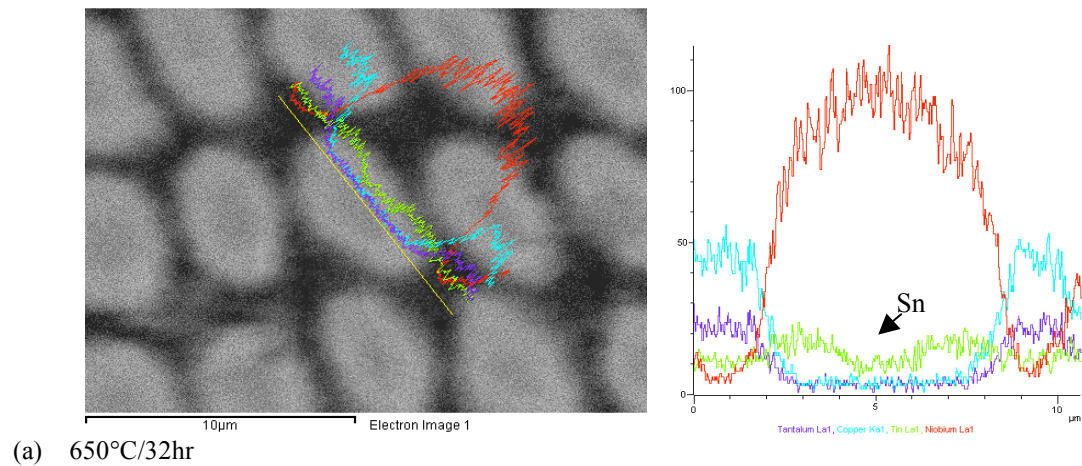 100
50
Sn
0
0
5
10
µm
10µm
Electron Image 1
Tantalum La1, Copper Ka1, Tin La1, Niobium La1
(a) 650°C/32hr